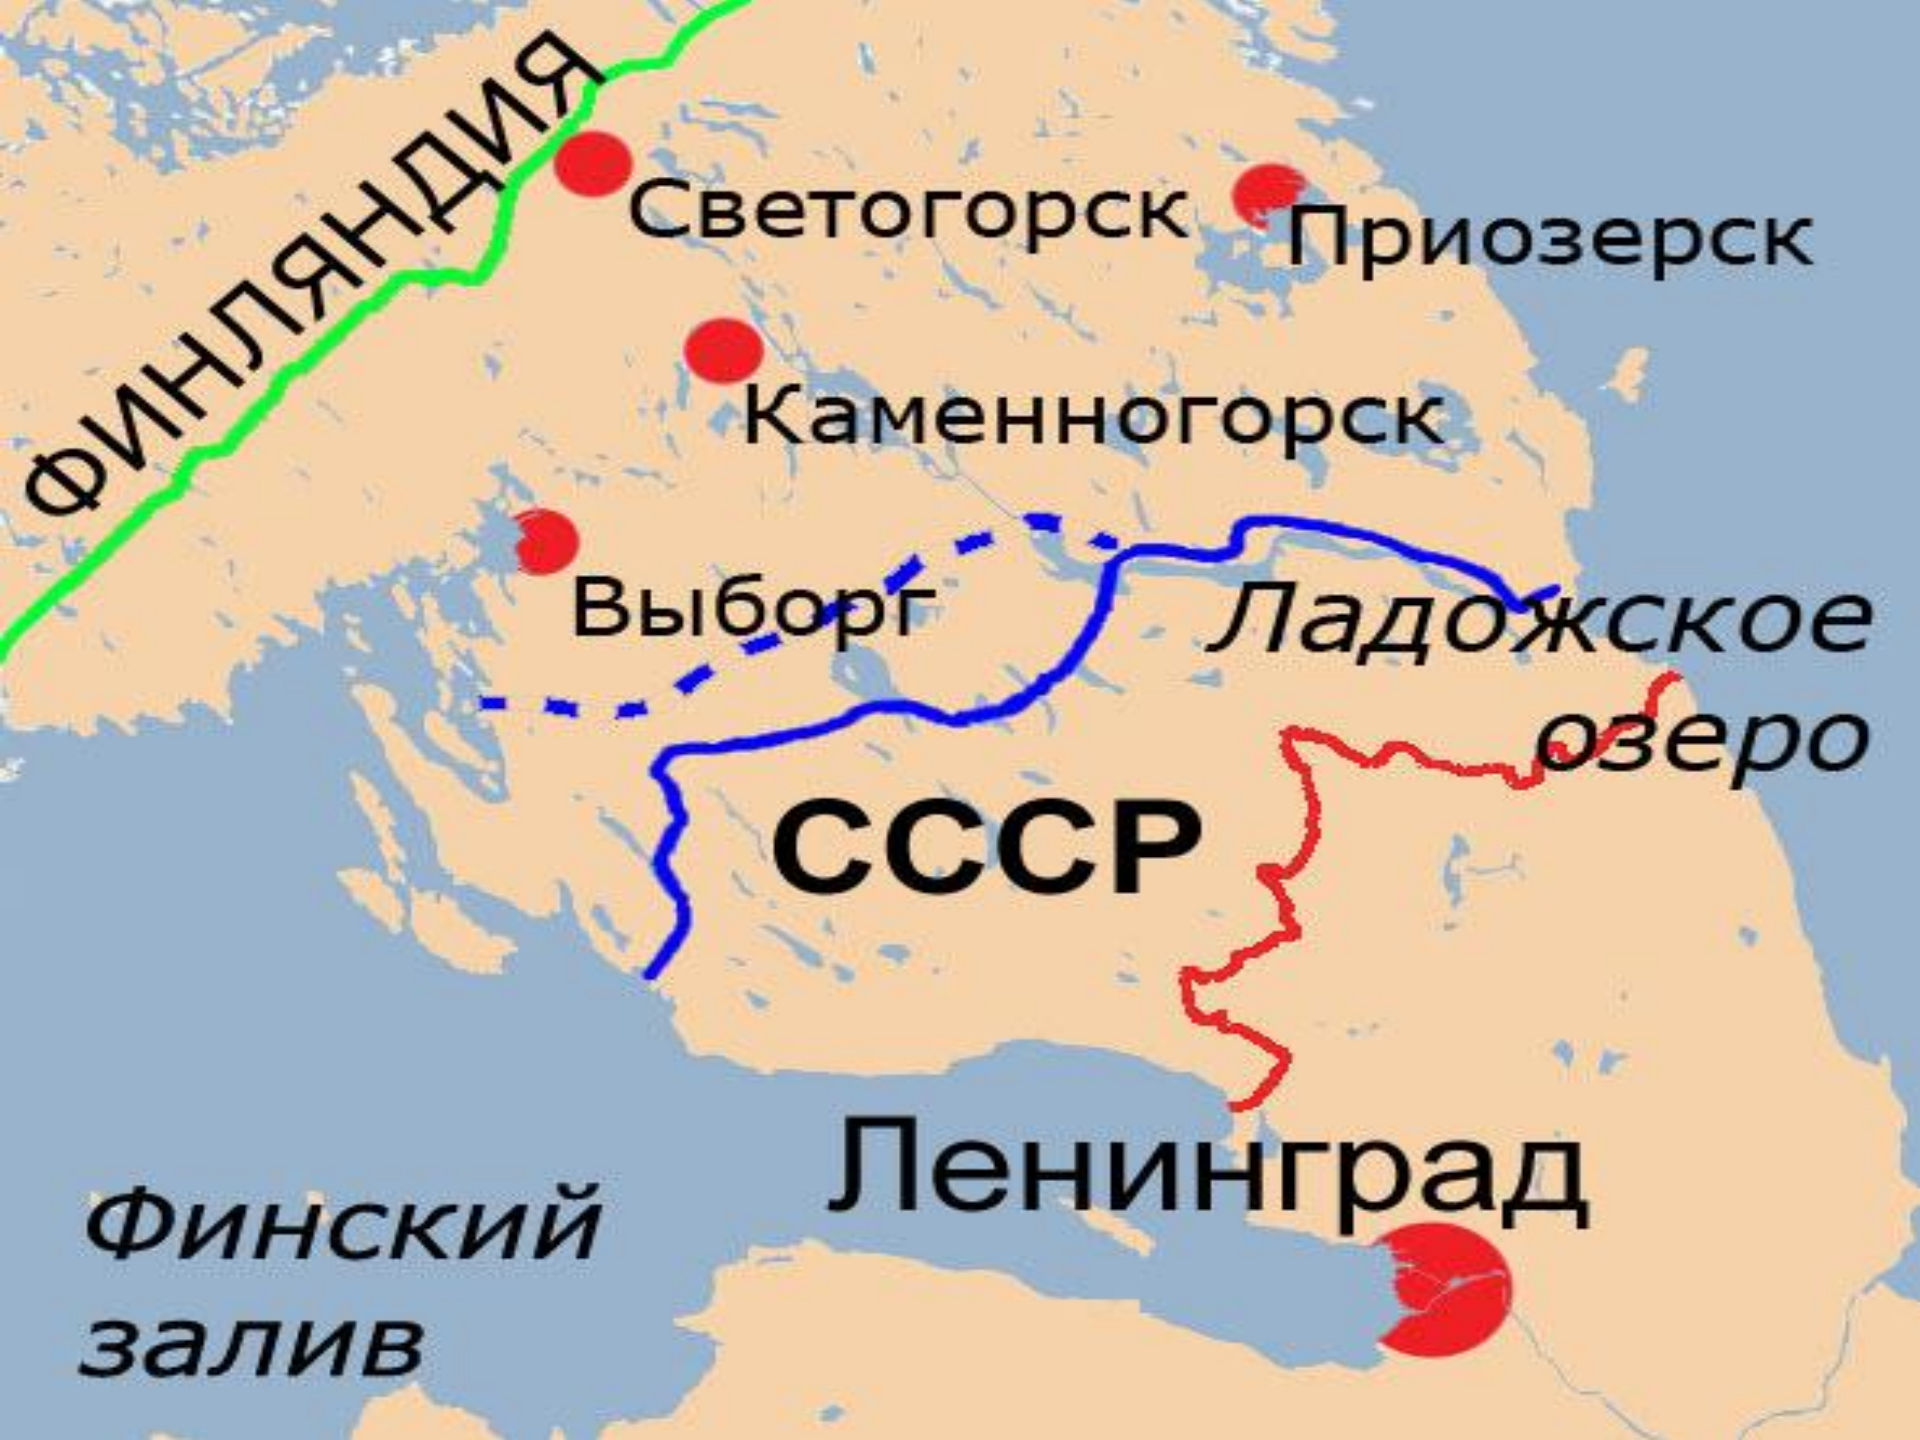 ФИНЛЯНДИЯ
Светогорск
Приозерск
Каменногорск
Выборг
Ладожское
озеро
СССР
Ленинград
Финский
залив